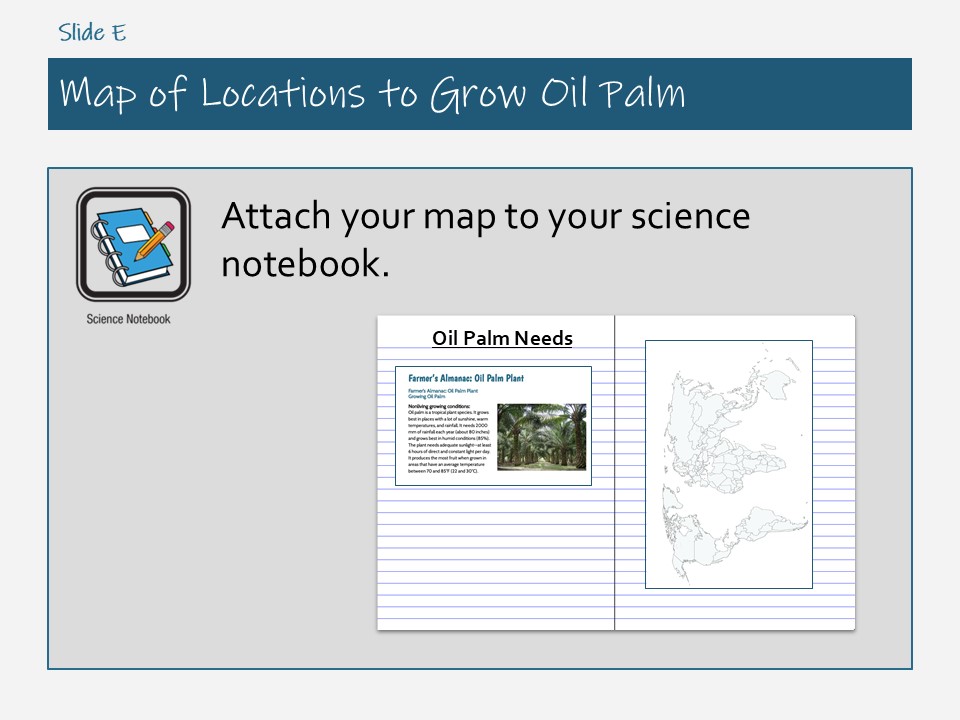 Slide E
Map of Locations to Grow Oil Palm
Attach your map to your science
notebook.
Science Notebook
Oil Palm Needs
Farmer's Almanac: Oil Palm Plant
Farmer's Almanac: Oil Palm Plant
Growing Oil Palm
Nonliving growing conditions:
Oil palm is a tropical plant species. It grows
best in places with a lot of sunshine, warm
temperatures, and rainfall. It needs 2000
mm of rainfall each year (about 80 inches)
and grows best in humid conditions (85%).
The plant needs adequate sunlight—at least
6 hours of direct and constant light per day.
It produces the most fruit when grown in
areas that have an average temperature
between 70 and 85°F (22 and 30°C).